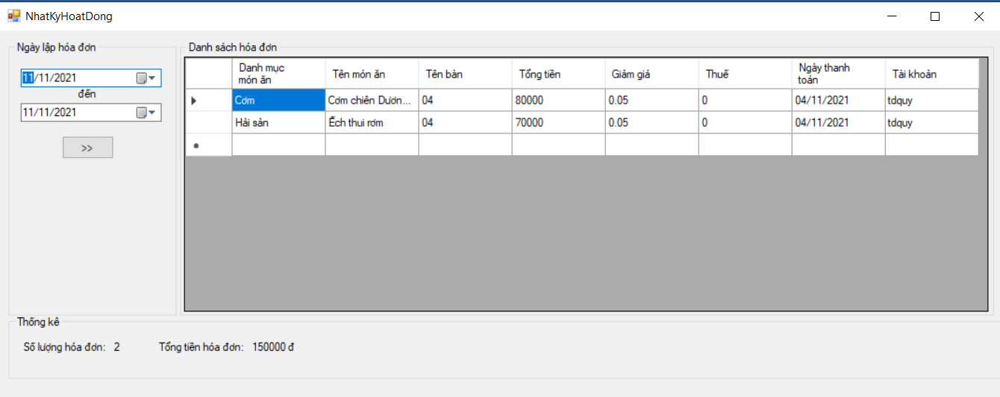 NhatKyHoatDong
Ngày lập hóa đơn
11/11/2021
đến
11/11/2021
>>
Danh sách hóa đơn
Danh mục món ăn Tên món ăn Tên bàn Tổng tiền Giảm giá Thuế Ngày thanh toán Tài khoản
Cơm Cơm chiên Dươn... 04 80000 0.05 0 04/11/2021 tdquy
Hải sản Ếch thui rơm 04 70000 0.05 0 04/11/2021 tdquy
Thống kê
Số lượng hóa đơn: 2 Tổng tiền hóa đơn: 150000 đ